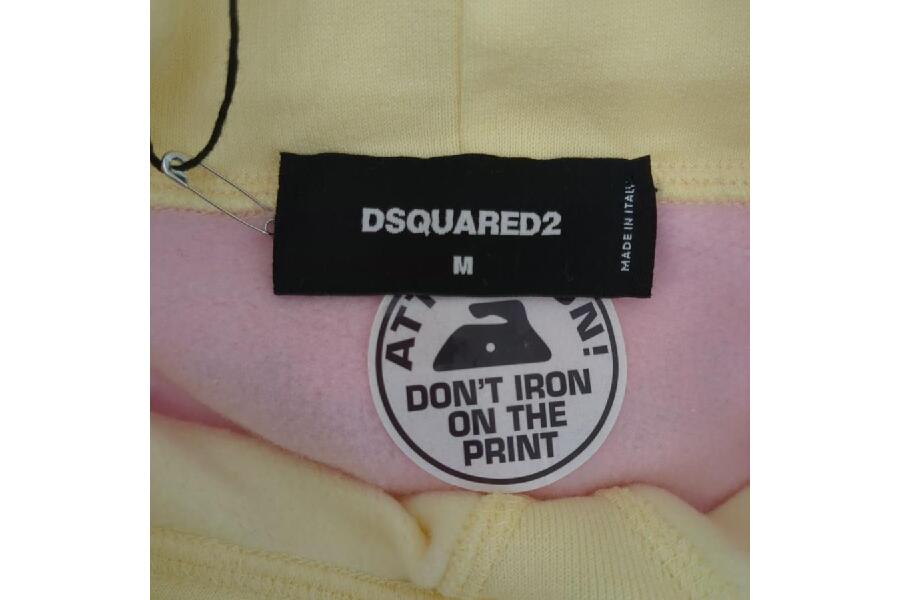 DSQUARED2
M
MADE IN ITALY
DON'T IRON
ON THE
PRINT